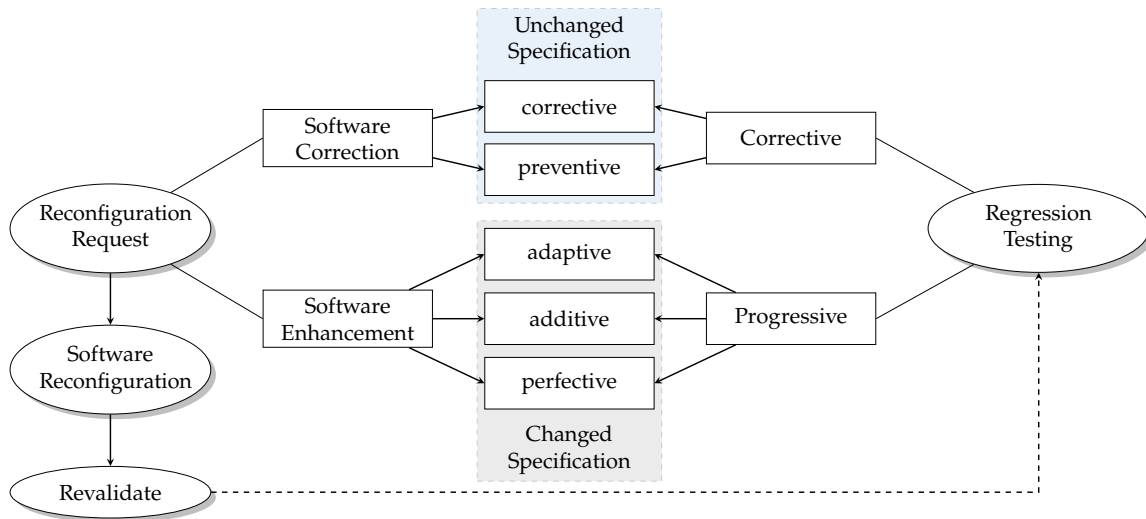 Unchanged
Specification
corrective
preventive
Software
Correction
Corrective
Reconfiguration
Request
Regression
Testing
adaptive
additive
perfective
Software
Enhancement
Progressive
Changed
Specification
Software
Reconfiguration
Revalidate